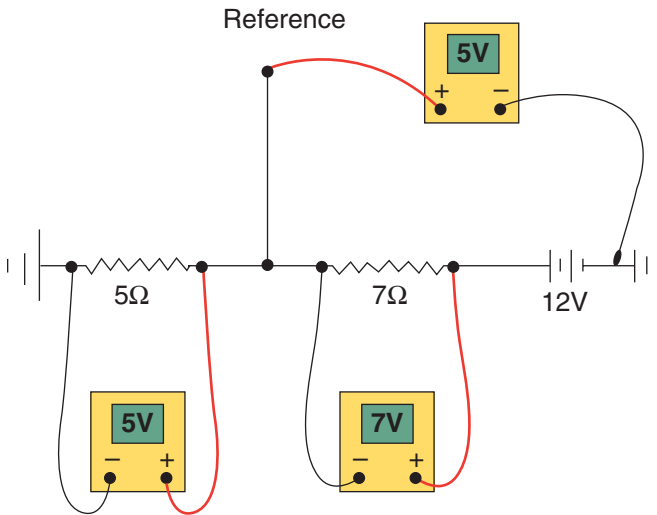 Reference
5V
+ −
5Ω
7Ω
12V
5V
− +
7V
− +